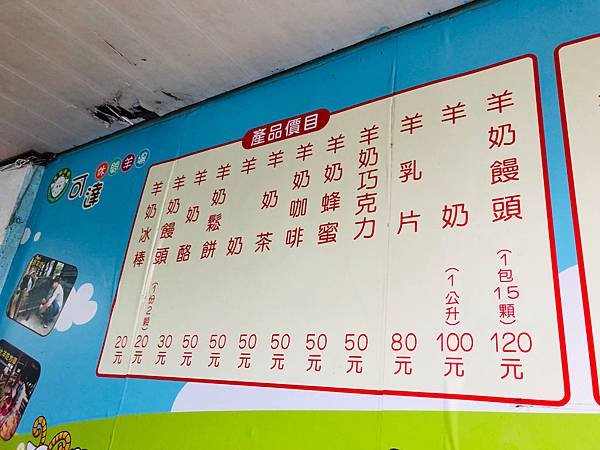 可達
休閒羊場
產品價目
羊奶饅頭(1包15顆) 120元
羊奶(1公升) 100元
羊乳片 80元
羊奶巧克力 50元
羊奶蜂蜜 50元
羊奶咖啡 50元
羊奶茶 50元
羊奶 50元
羊奶鬆餅 50元
羊奶酪 30元
羊奶饅頭(1份2顆) 20元
羊奶冰棒 20元